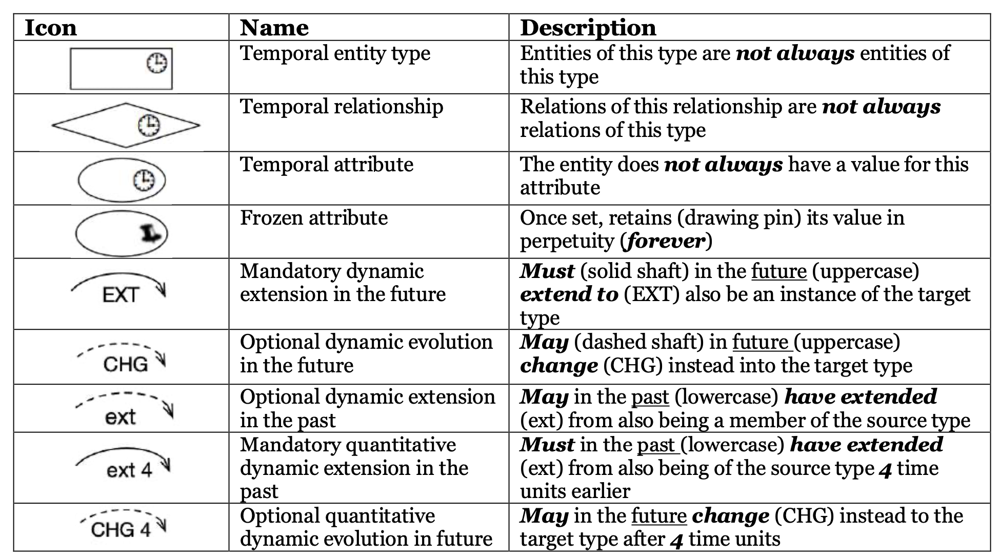 Icon Name Description
Temporal entity type
Entities of this type are not always entities of
this type
Temporal relationship
Relations of this relationship are not always
relations of this type
Temporal attribute
The entity does not always have a value for this
attribute
Frozen attribute
Once set, retains (drawing pin) its value in
perpetuity (forever)
EXT
Mandatory dynamic
extension in the future
Must (solid shaft) in the future (uppercase)
extend to (EXT) also be an instance of the target
type
CHG
Optional dynamic evolution
in the future
May (dashed shaft) in future (uppercase)
change (CHG) instead into the target type
ext
Optional dynamic extension
in the past
May in the past (lowercase) have extended
(ext) from also being a member of the source type
ext 4
Mandatory quantitative
dynamic extension in the
past
Must in the past (lowercase) have extended
(ext) from also being of the source type 4 time
units earlier
CHG 4
Optional quantitative
dynamic evolution in future
May in the future change (CHG) instead to the
target type after 4 time units